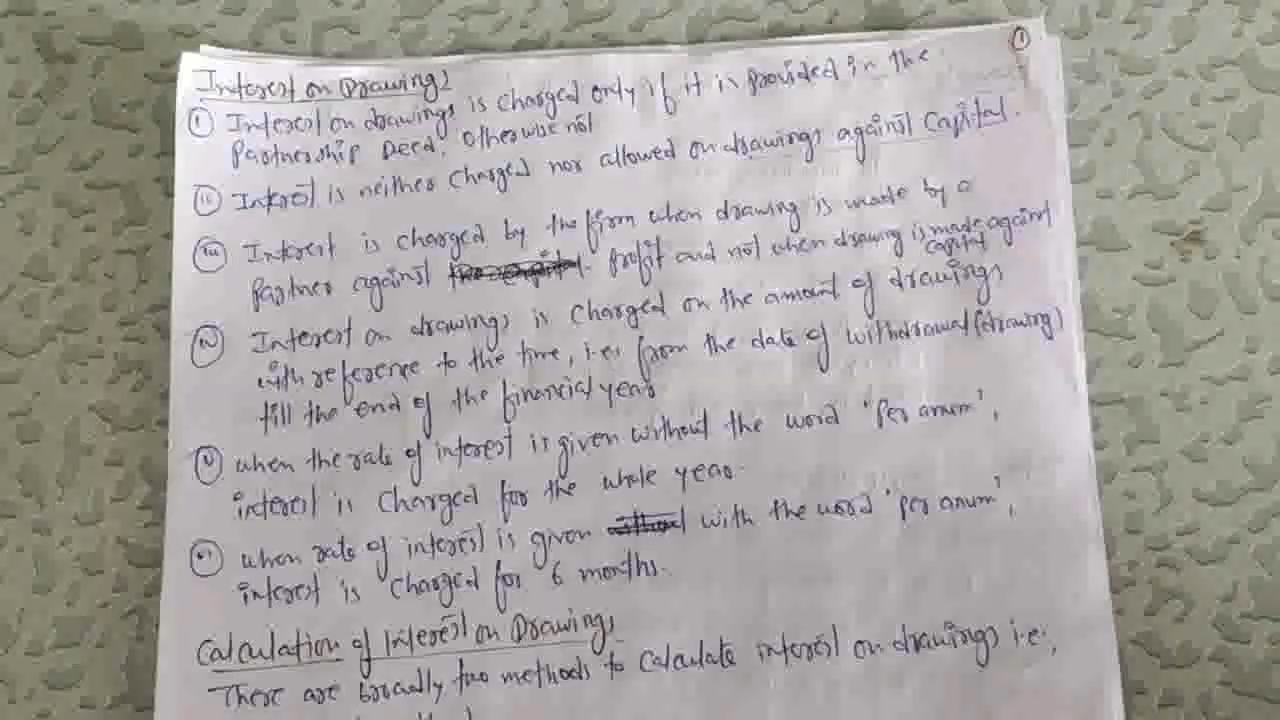 ①
Interest on Drawings
(i) Interest on drawings is charged only if it is provided in the
Partnership Deed, otherwise not
(ii) Interest is neither charged nor allowed on drawings against Capital.
(iii) Interest is charged by the firm when drawing is made by a
partner against profit and not when drawing is made against
capital
(iv) Interest on drawings is charged on the amount of drawings
with reference to the time, i.e. from the date of withdrawal (drawing)
till the end of the financial year
(v) when the rate of interest is given without the word 'Per anum',
interest is charged for the whole year.
(vi) when rate of interest is given with the word 'per anum',
interest is charged for 6 months.
Calculation of Interest on Drawings
There are broadly two methods to calculate interest on drawings i.e.,